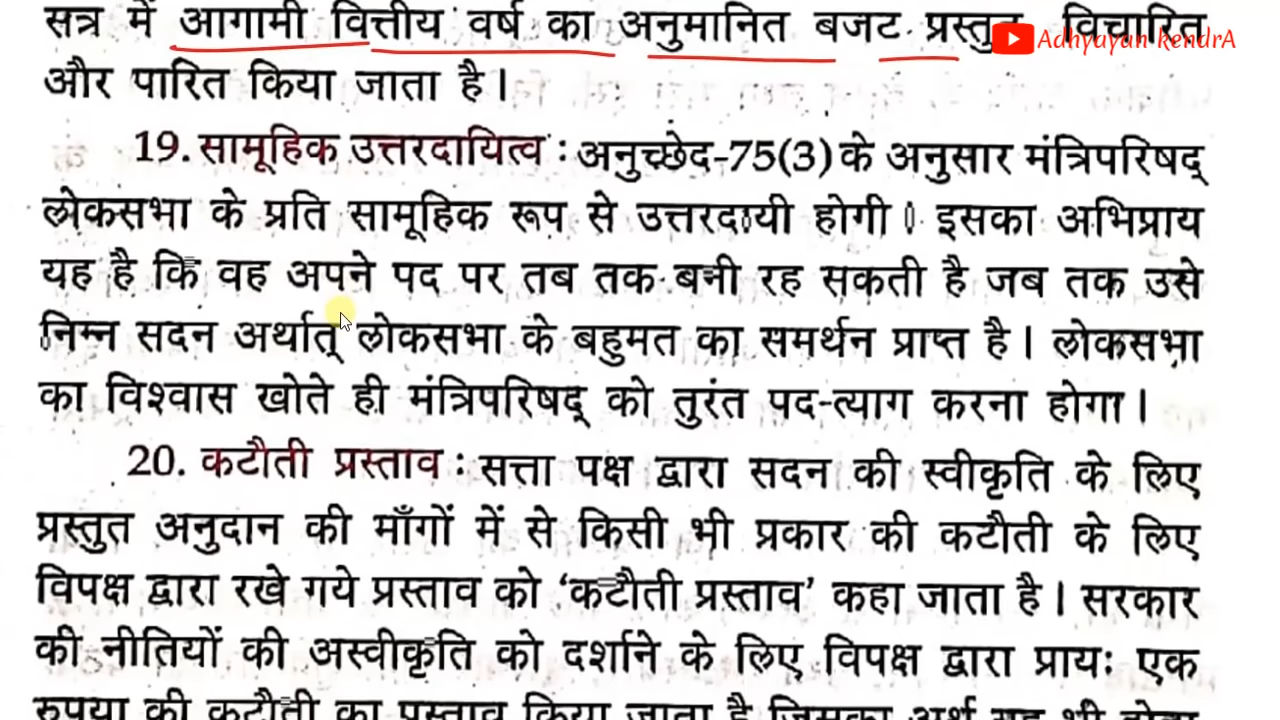 सत्र में आगामी वित्तीय वर्ष का अनुमानित बजट प्रस्तुत विचारित
Adhyayan kendrA
और पारित किया जाता है।
19. सामूहिक उत्तरदायित्व : अनुच्छेद-75(3) के अनुसार मंत्रिपरिषद्
लोकसभा के प्रति सामूहिक रूप से उत्तरदायी होगी । इसका अभिप्राय
यह है कि वह अपने पद पर तब तक बनी रह सकती है जब तक उसे
निम्न सदन अर्थात् लोकसभा के बहुमत का समर्थन प्राप्त है। लोकसभा
का विश्वास खोते ही मंत्रिपरिषद् को तुरंत पद-त्याग करना होगा।
20. कटौती प्रस्ताव : सत्ता पक्ष द्वारा सदन की स्वीकृति के लिए
प्रस्तुत अनुदान की माँगों में से किसी भी प्रकार की कटौती के लिए
विपक्ष द्वारा रखे गये प्रस्ताव को ‘कटौती प्रस्ताव’ कहा जाता है। सरकार
की नीतियों की अस्वीकृति को दर्शाने के लिए विपक्ष द्वारा प्रायः एक
रुपया की कटौती का प्रस्ताव किया जाता है जिसका अर्थ यह भी